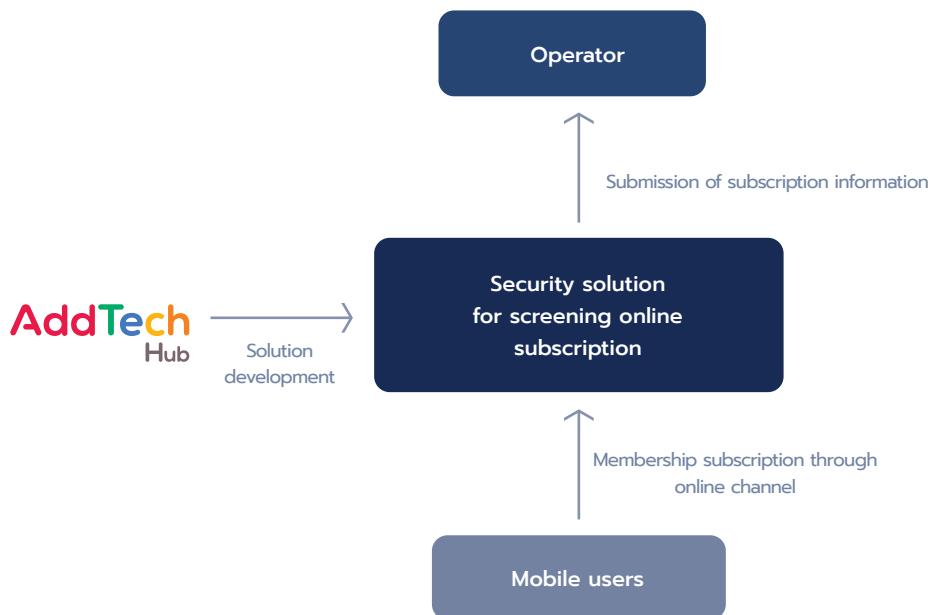 Operator
Submission of subscription information
Security solution
for screening online
subscription
AddTech
Hub
Solution
development
Membership subscription through
online channel
Mobile users